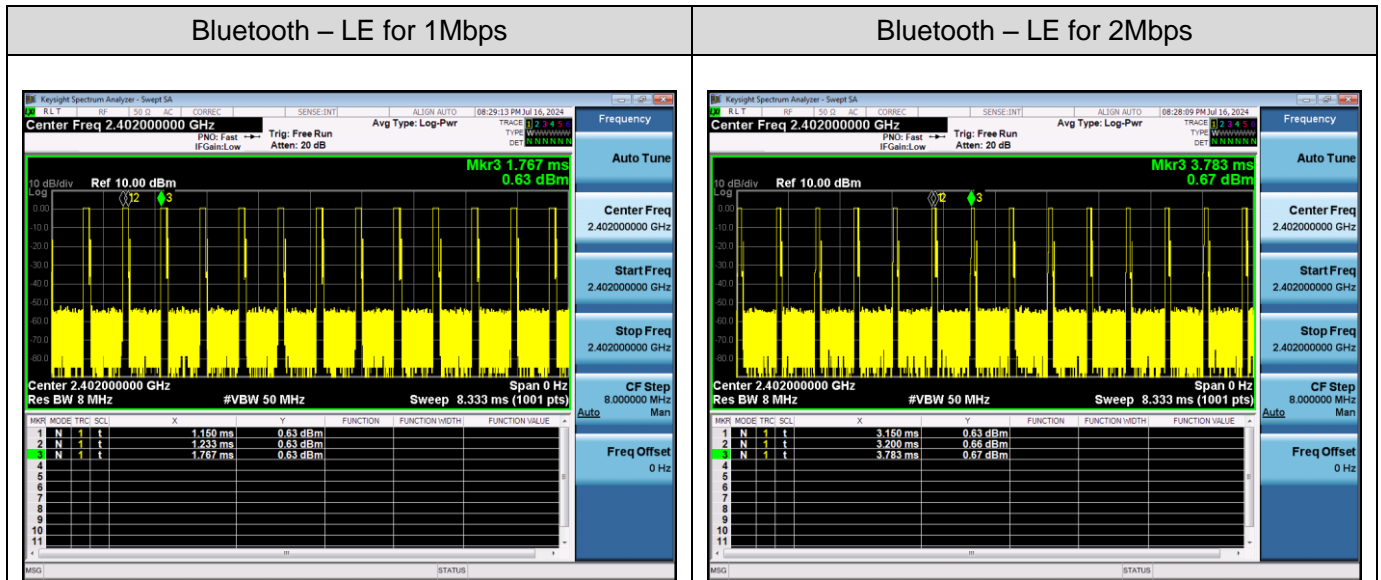 Bluetooth – LE for 1Mbps
Keysight Spectrum Analyzer - Swept SA
RLT RF 50 Ω AC CORREC SENSE:INT ALIGN AUTO 08:29:13 PM Jul 16, 2024
Center Freq 2.402000000 GHz
PNO: Fast
IFGain:Low
Trig: Free Run
Atten: 20 dB
Avg Type: Log-Pwr
TRACE 1 2 3 4 5 6
TYPE WWWWWW
DET N N N N N N
Mkr3 1.767 ms
0.63 dBm
10 dB/div Ref 10.00 dBm
Log
12 3
0.00
-10.0
-20.0
-30.0
-40.0
-50.0
-60.0
-70.0
-80.0
Center 2.402000000 GHz Span 0 Hz
Res BW 8 MHz #VBW 50 MHz Sweep 8.333 ms (1001 pts)
MKR MODE TRC SCL X Y FUNCTION FUNCTION WIDTH FUNCTION VALUE
1 N 1 t 1.150 ms 0.63 dBm
2 N 1 t 1.233 ms 0.63 dBm
3 N 1 t 1.767 ms 0.63 dBm
4
5
6
7
8
9
10
11
MSG STATUS
Frequency
Auto Tune
Center Freq
2.402000000 GHz
Start Freq
2.402000000 GHz
Stop Freq
2.402000000 GHz
CF Step
8.000000 MHz
Auto Man
Freq Offset
0 Hz
Bluetooth – LE for 2Mbps
Keysight Spectrum Analyzer - Swept SA
RLT RF 50 Ω AC CORREC SENSE:INT ALIGN AUTO 08:28:09 PM Jul 16, 2024
Center Freq 2.402000000 GHz
PNO: Fast
IFGain:Low
Trig: Free Run
Atten: 20 dB
Avg Type: Log-Pwr
TRACE 1 2 3 4 5 6
TYPE WWWWWW
DET N N N N N N
Mkr3 3.783 ms
0.67 dBm
10 dB/div Ref 10.00 dBm
Log
12 3
0.00
-10.0
-20.0
-30.0
-40.0
-50.0
-60.0
-70.0
-80.0
Center 2.402000000 GHz Span 0 Hz
Res BW 8 MHz #VBW 50 MHz Sweep 8.333 ms (1001 pts)
MKR MODE TRC SCL X Y FUNCTION FUNCTION WIDTH FUNCTION VALUE
1 N 1 t 3.150 ms 0.63 dBm
2 N 1 t 3.200 ms 0.66 dBm
3 N 1 t 3.783 ms 0.67 dBm
4
5
6
7
8
9
10
11
MSG STATUS
Frequency
Auto Tune
Center Freq
2.402000000 GHz
Start Freq
2.402000000 GHz
Stop Freq
2.402000000 GHz
CF Step
8.000000 MHz
Auto Man
Freq Offset
0 Hz